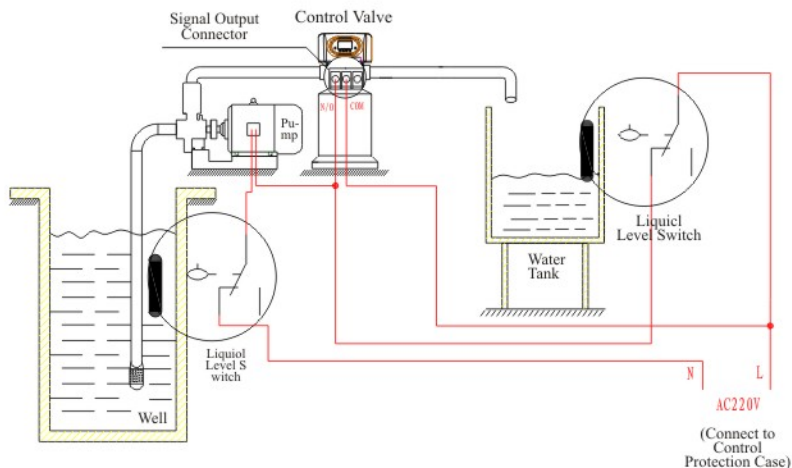 Signal Output
Connector
Control Valve
N/O
COM
Pu-
mp
Liquicl
Level Switch
Water
Tank
Liquiol
Level S
witch
Well
N
L
AC220V
(Connect to
Control
Protection Case)